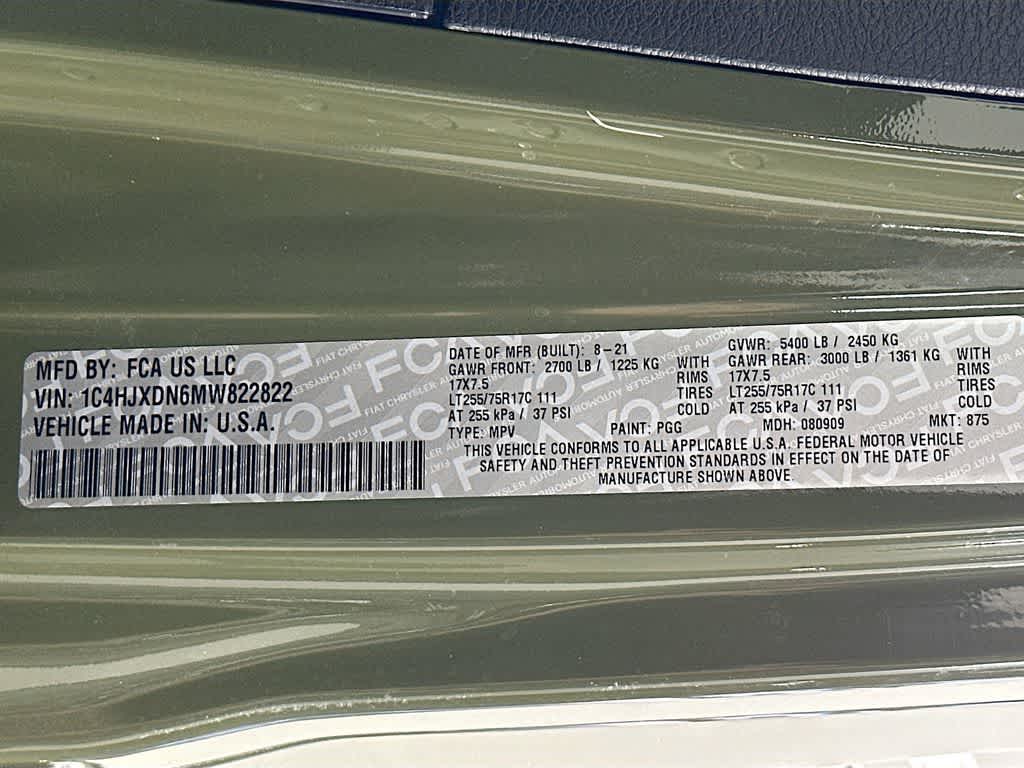 MFD BY: FCA US LLC
VIN: 1C4HJXDN6MW822822
VEHICLE MADE IN: U.S.A.
DATE OF MFR (BUILT): 8-21
GAWR FRONT: 2700 LB / 1225 KG WITH
17X7.5 RIMS
LT255/75R17C 111 TIRES
AT 255 kPa / 37 PSI COLD
GVWR: 5400 LB / 2450 KG
GAWR REAR: 3000 LB / 1361 KG WITH
17X7.5 RIMS
LT255/75R17C 111 TIRES
AT 255 kPa / 37 PSI COLD
TYPE: MPV PAINT: PGG MDH: 080909 MKT: 875
THIS VEHICLE CONFORMS TO ALL APPLICABLE U.S.A. FEDERAL MOTOR VEHICLE
SAFETY AND THEFT PREVENTION STANDARDS IN EFFECT ON THE DATE OF
MANUFACTURE SHOWN ABOVE.